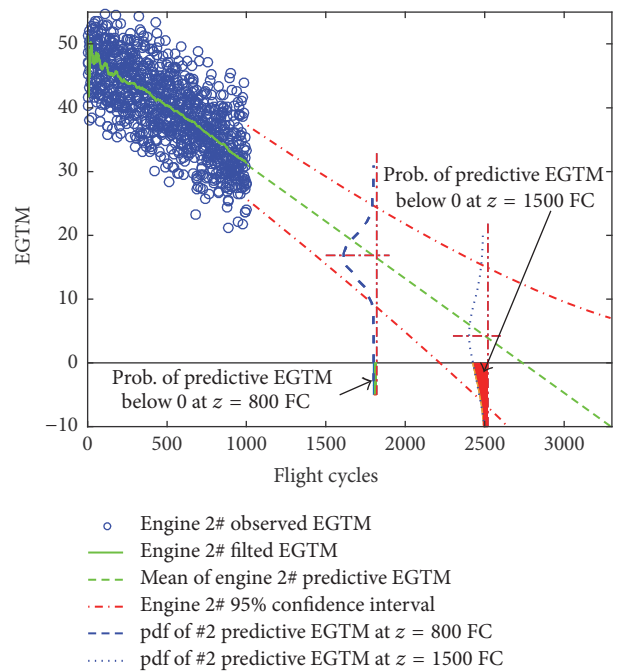 50
40
30
20
10
0
−10
EGTM
Prob. of predictive EGTM
below 0 at z = 1500 FC
Prob. of predictive EGTM
below 0 at z = 800 FC
0 500 1000 1500 2000 2500 3000
Flight cycles
Engine 2# observed EGTM
Engine 2# filted EGTM
Mean of engine 2# predictive EGTM
Engine 2# 95% confidence interval
pdf of #2 predictive EGTM at z = 800 FC
pdf of #2 predictive EGTM at z = 1500 FC